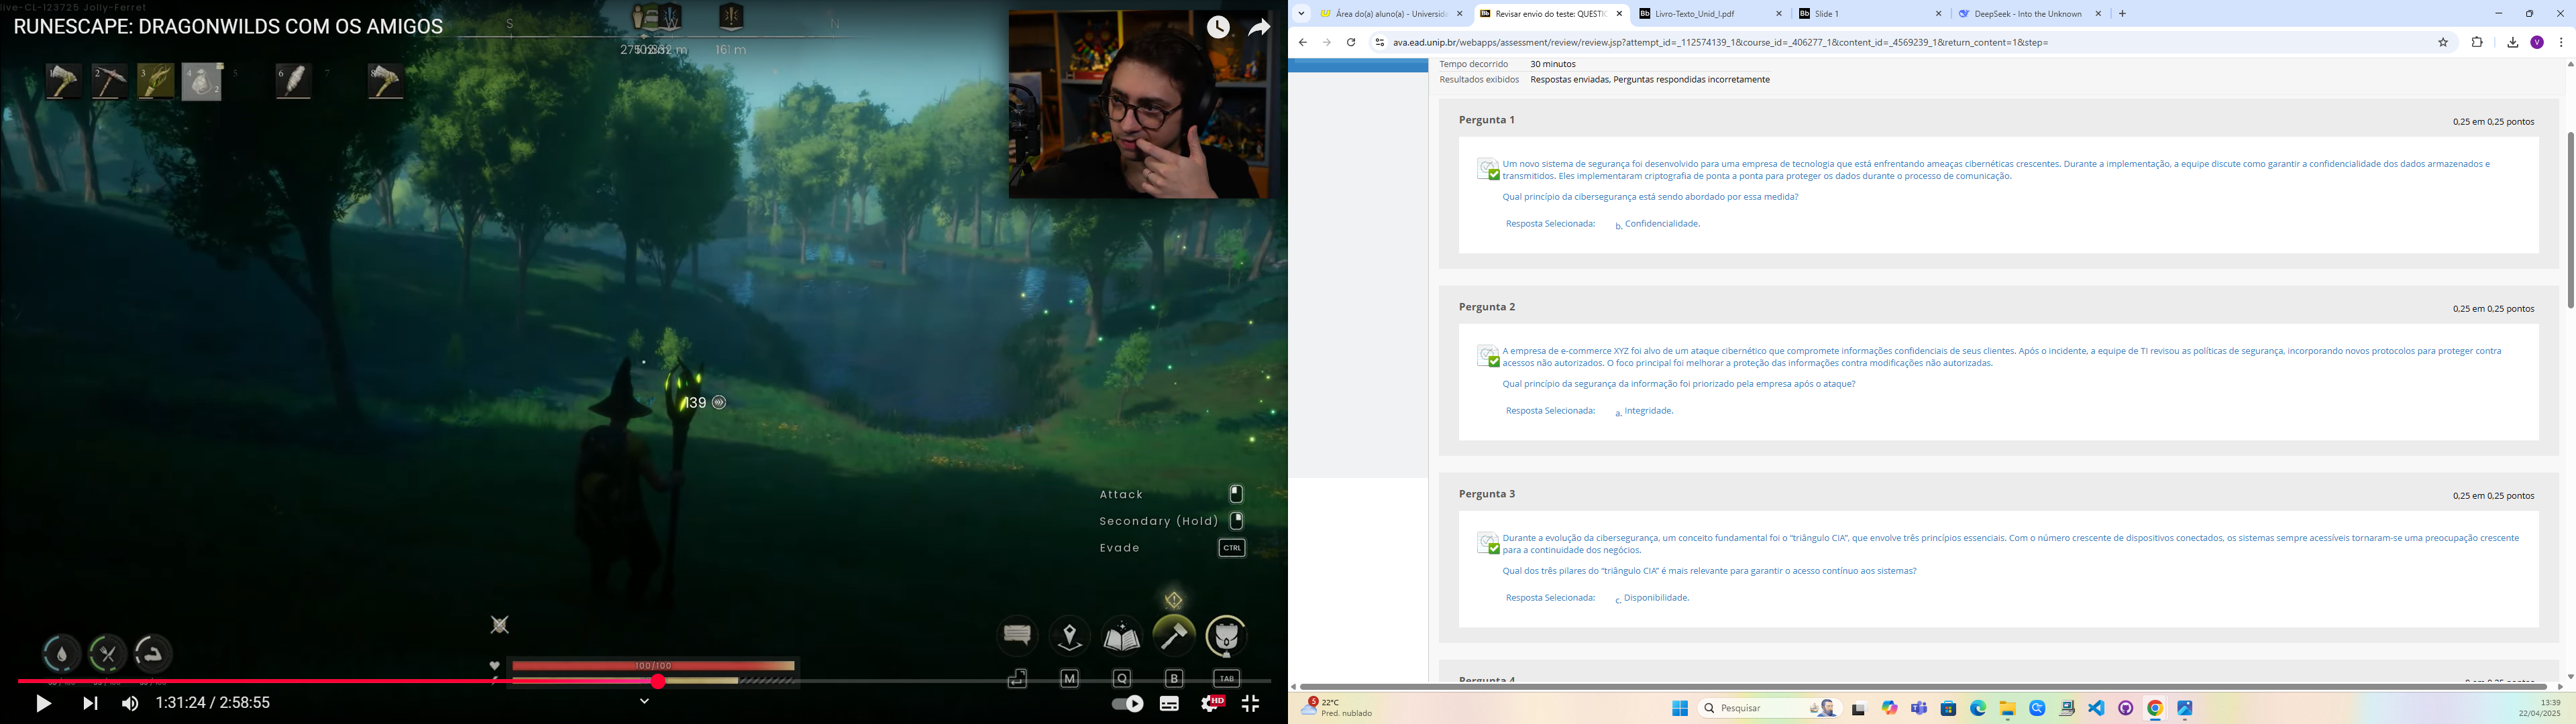 live-CL-123725 Jolly-Ferret
RUNESCAPE: DRAGONWILDS COM OS AMIGOS
S
W
N
161 m
1
2
3
4
2
5
6
7
8
139
Attack
Secondary (Hold)
Evade
CTRL
100/100
M
Q
B
TAB
1:31:24 / 2:58:55
HD
Área do(a) aluno(a) - Universid
Revisar envio do teste: QUESTIO
Livro-Texto_Unid_I.pdf
Slide 1
DeepSeek - Into the Unknown
ava.ead.unip.br/webapps/assessment/review/review.jsp?attempt_id=_112574139_1&course_id=_406277_1&content_id=_4569239_1&return_content=1&step=
V
Tempo decorrido 30 minutos
Resultados exibidos Respostas enviadas, Perguntas respondidas incorretamente
Pergunta 1
0,25 em 0,25 pontos
Um novo sistema de segurança foi desenvolvido para uma empresa de tecnologia que está enfrentando ameaças cibernéticas crescentes. Durante a implementação, a equipe discute como garantir a confidencialidade dos dados armazenados e
transmitidos. Eles implementaram criptografia de ponta a ponta para proteger os dados durante o processo de comunicação.
Qual princípio da cibersegurança está sendo abordado por essa medida?
Resposta Selecionada: b. Confidencialidade.
Pergunta 2
0,25 em 0,25 pontos
A empresa de e-commerce XYZ foi alvo de um ataque cibernético que compromete informações confidenciais de seus clientes. Após o incidente, a equipe de TI revisou as políticas de segurança, incorporando novos protocolos para proteger contra
acessos não autorizados. O foco principal foi melhorar a proteção das informações contra modificações não autorizadas.
Qual princípio da segurança da informação foi priorizado pela empresa após o ataque?
Resposta Selecionada: a. Integridade.
Pergunta 3
0,25 em 0,25 pontos
Durante a evolução da cibersegurança, um conceito fundamental foi o “triângulo CIA”, que envolve três princípios essenciais. Com o número crescente de dispositivos conectados, os sistemas sempre acessíveis tornaram-se uma preocupação crescente
para a continuidade dos negócios.
Qual dos três pilares do “triângulo CIA” é mais relevante para garantir o acesso contínuo aos sistemas?
Resposta Selecionada: c. Disponibilidade.
Pergunta 4
5
22°C
Pred. nublado
Pesquisar
13:39
22/04/2025